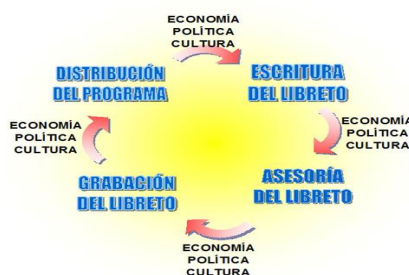 ECONOMÍA
POLÍTICA
CULTURA
DISTRIBUCIÓN
DEL PROGRAMA
ESCRITURA
DEL LIBRETO
ECONOMÍA
POLÍTICA
CULTURA
ECONOMÍA
POLÍTICA
CULTURA
GRABACIÓN
DEL LIBRETO
ASESORÍA
DEL LIBRETO
ECONOMÍA
POLÍTICA
CULTURA